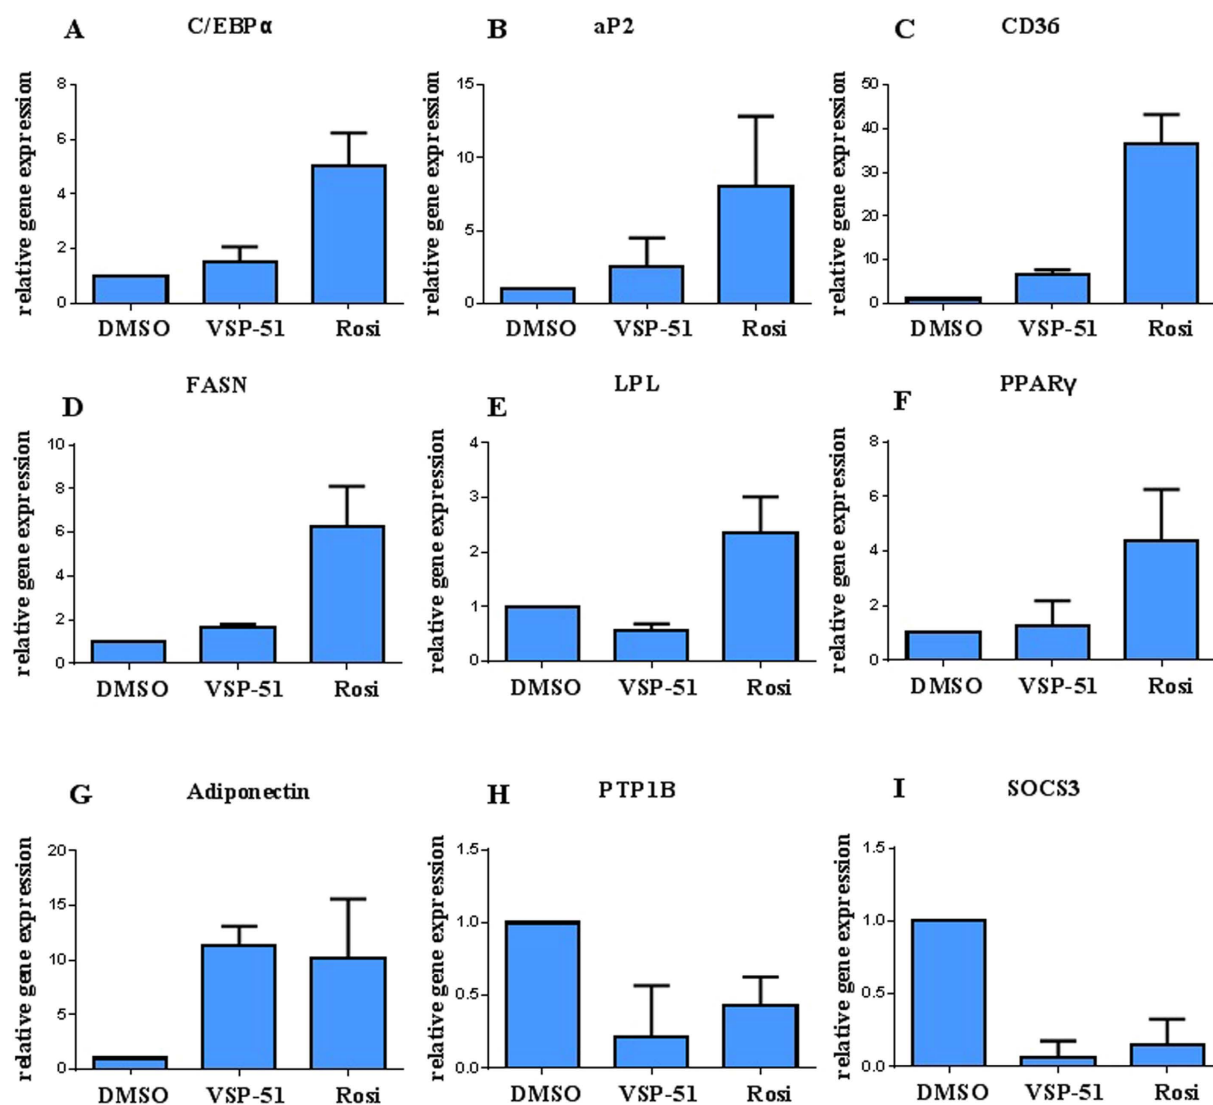 A C/EBPα
relative gene expression
8
6
4
2
0
DMSO VSP-51 Rosi
B aP2
relative gene expression
15
10
5
0
DMSO VSP-51 Rosi
C CD36
relative gene expression
50
40
30
20
10
0
DMSO VSP-51 Rosi
D FASN
relative gene expression
10
8
6
4
2
0
DMSO VSP-51 Rosi
E LPL
relative gene expression
4
3
2
1
0
DMSO VSP-51 Rosi
F PPARγ
relative gene expression
8
6
4
2
0
DMSO VSP-51 Rosi
G Adiponectin
relative gene expression
20
15
10
5
0
DMSO VSP-51 Rosi
H PTP1B
relative gene expression
1.5
1.0
0.5
0.0
DMSO VSP-51 Rosi
I SOCS3
relative gene expression
1.5
1.0
0.5
0.0
DMSO VSP-51 Rosi